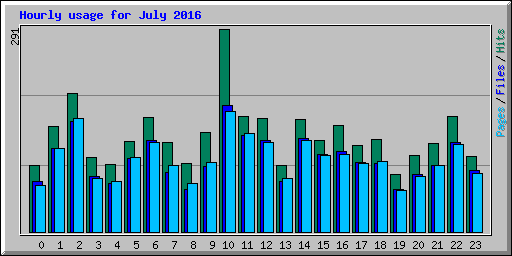 Hourly usage for July 2016
291
Pages/Files/Hits
0 1 2 3 4 5 6 7 8 9 10 11 12 13 14 15 16 17 18 19 20 21 22 23